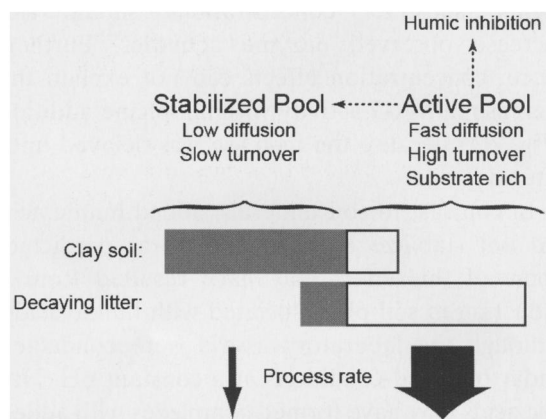 Humic inhibition
Stabilized Pool
Active Pool
Low diffusion
Slow turnover
Fast diffusion
High turnover
Substrate rich
Clay soil:
Decaying litter:
Process rate